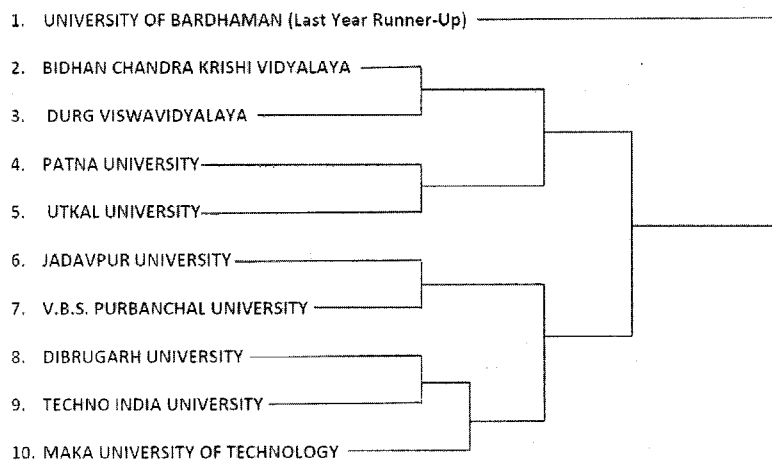 1. UNIVERSITY OF BARDHAMAN (Last Year Runner-Up)
2. BIDHAN CHANDRA KRISHI VIDYALAYA
3. DURG VISWAVIDYALAYA
4. PATNA UNIVERSITY
5. UTKAL UNIVERSITY
6. JADAVPUR UNIVERSITY
7. V.B.S. PURBANCHAL UNIVERSITY
8. DIBRUGARH UNIVERSITY
9. TECHNO INDIA UNIVERSITY
10. MAKA UNIVERSITY OF TECHNOLOGY